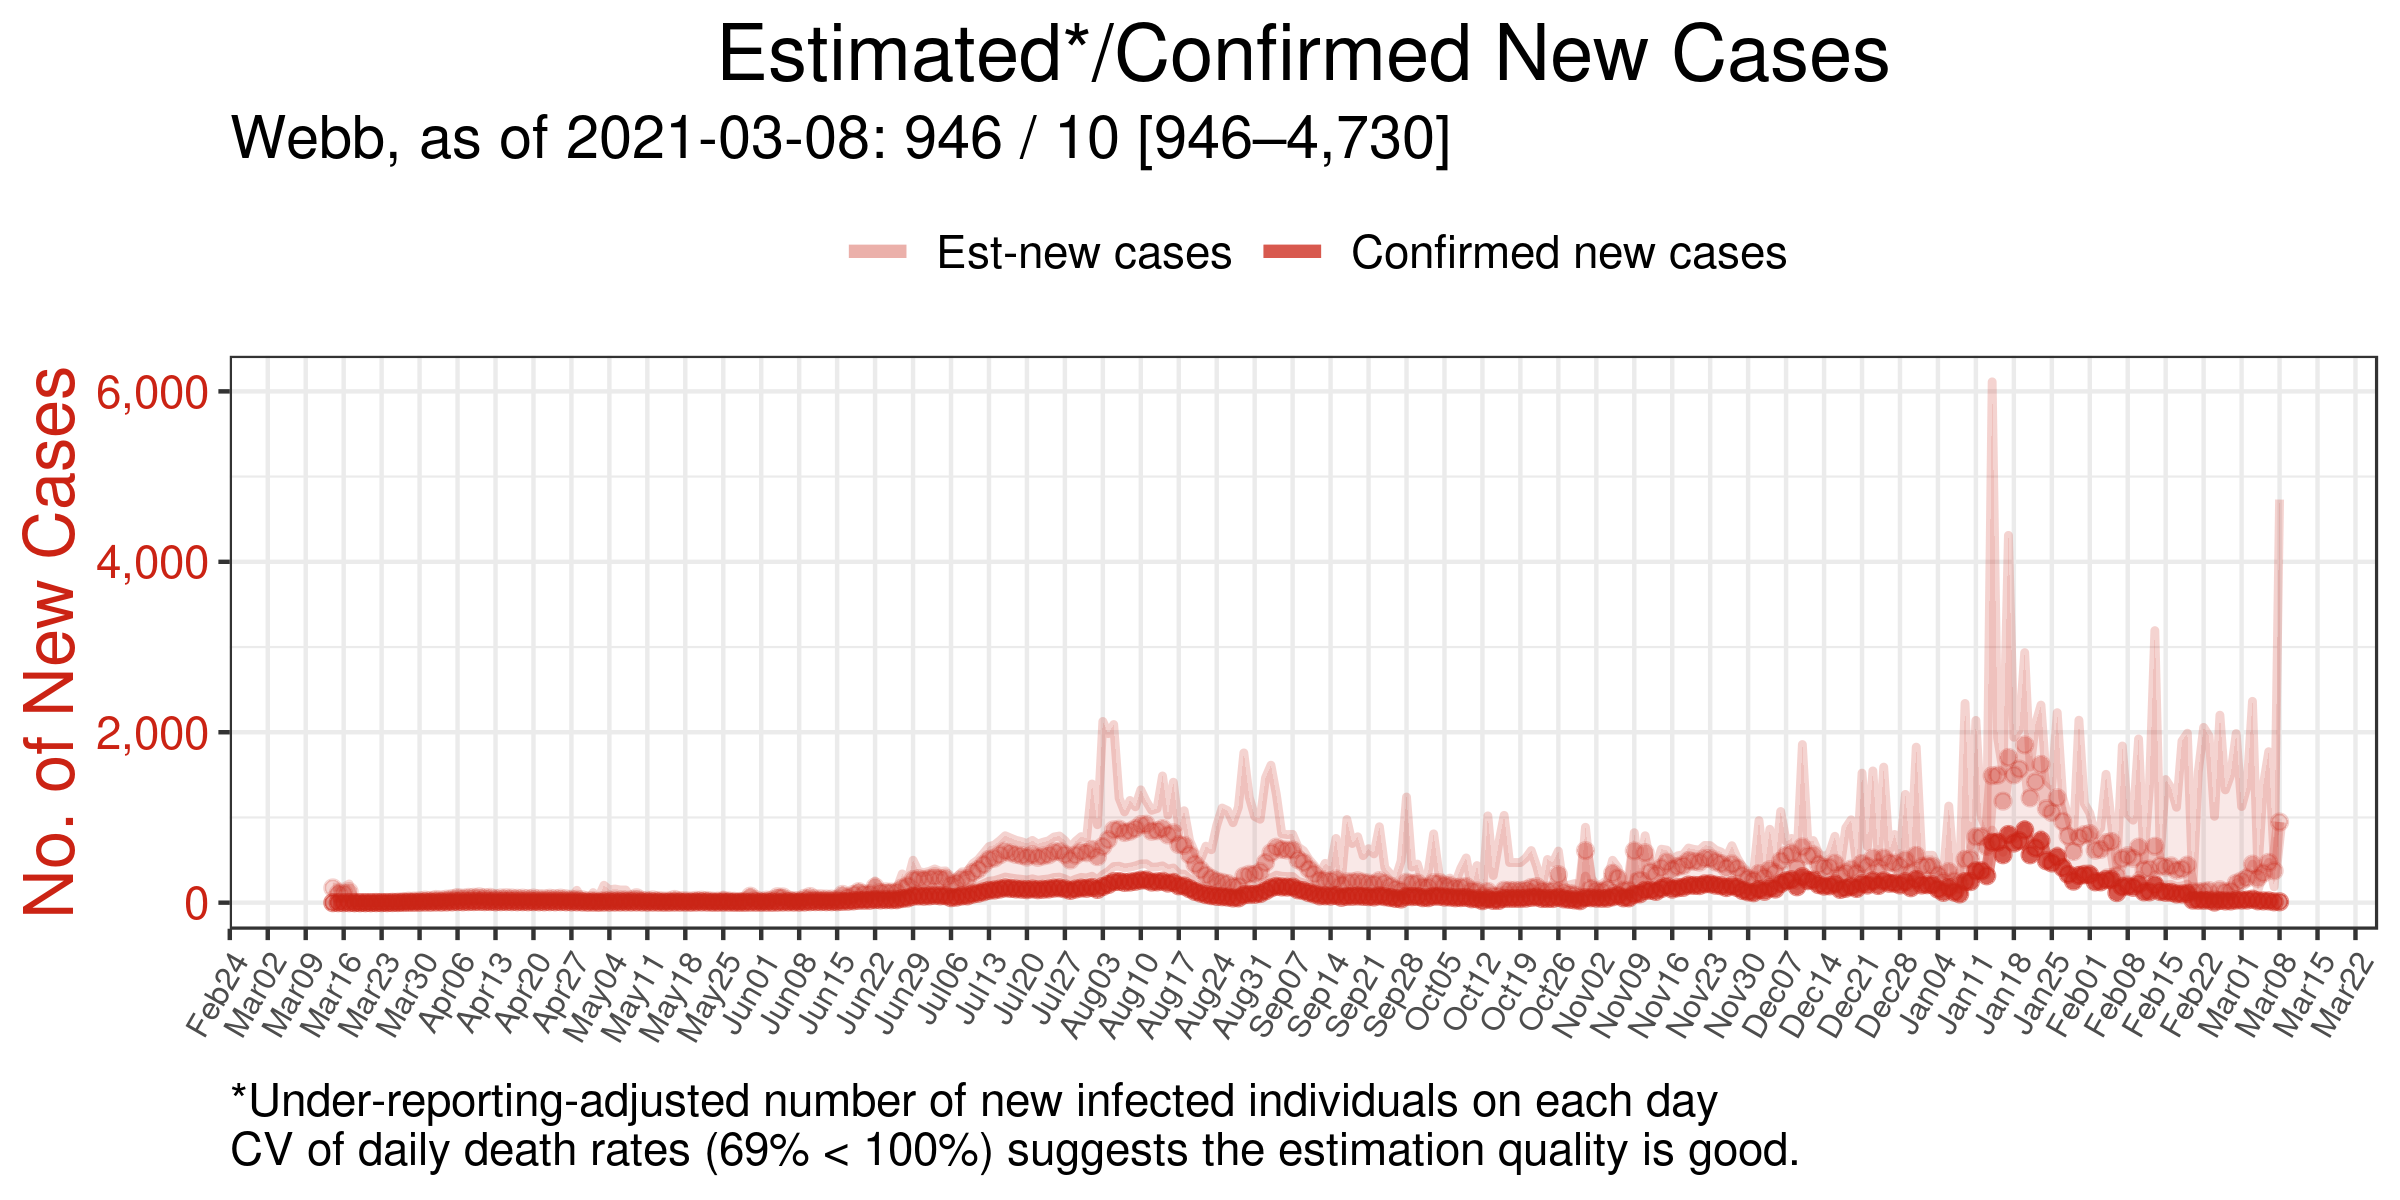 Estimated*/Confirmed New Cases
Webb, as of 2021-03-08: 946 / 10 [946–4,730]
Est-new cases
Confirmed new cases
No. of New Cases
6,000
4,000
2,000
0
Feb24
Mar02
Mar09
Mar16
Mar23
Mar30
Apr06
Apr13
Apr20
Apr27
May04
May11
May18
May25
Jun01
Jun08
Jun15
Jun22
Jun29
Jul06
Jul13
Jul20
Jul27
Aug03
Aug10
Aug17
Aug24
Aug31
Sep07
Sep14
Sep21
Sep28
Oct05
Oct12
Oct19
Oct26
Nov02
Nov09
Nov16
Nov23
Nov30
Dec07
Dec14
Dec21
Dec28
Jan04
Jan11
Jan18
Jan25
Feb01
Feb08
Feb15
Feb22
Mar01
Mar08
Mar15
Mar22
*Under-reporting-adjusted number of new infected individuals on each day
CV of daily death rates (69% < 100%) suggests the estimation quality is good.